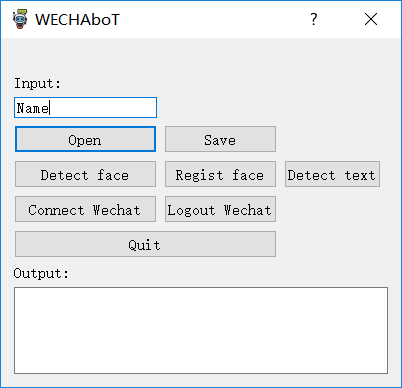 WECHAboT ?
Input:
Name
Open Save
Detect face Regist face Detect text
Connect Wechat Logout Wechat
Quit
Output: